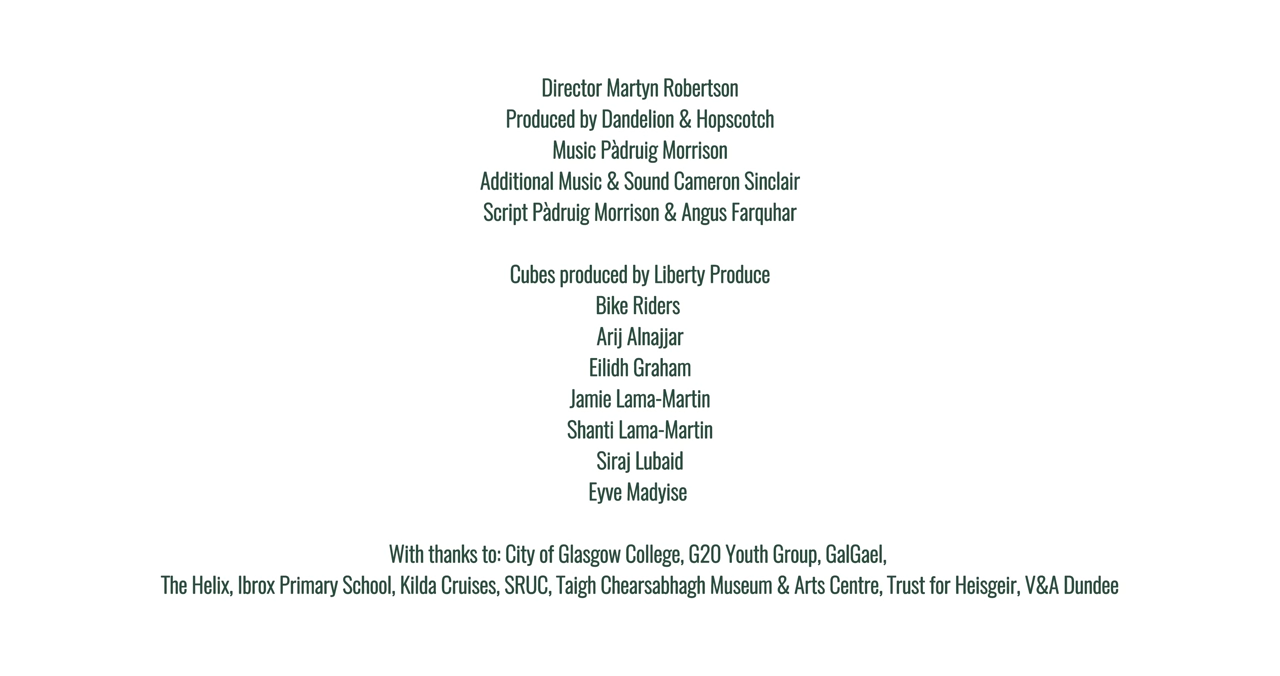 Director Martyn Robertson
Produced by Dandelion & Hopscotch
Music Pàdruig Morrison
Additional Music & Sound Cameron Sinclair
Script Pàdruig Morrison & Angus Farquhar
Cubes produced by Liberty Produce
Bike Riders
Arij Alnajjar
Eilidh Graham
Jamie Lama-Martin
Shanti Lama-Martin
Siraj Lubaid
Eyve Madyise
With thanks to: City of Glasgow College, G20 Youth Group, GalGael,
The Helix, Ibrox Primary School, Kilda Cruises, SRUC, Taigh Chearsabhagh Museum & Arts Centre, Trust for Heisgeir, V&A Dundee